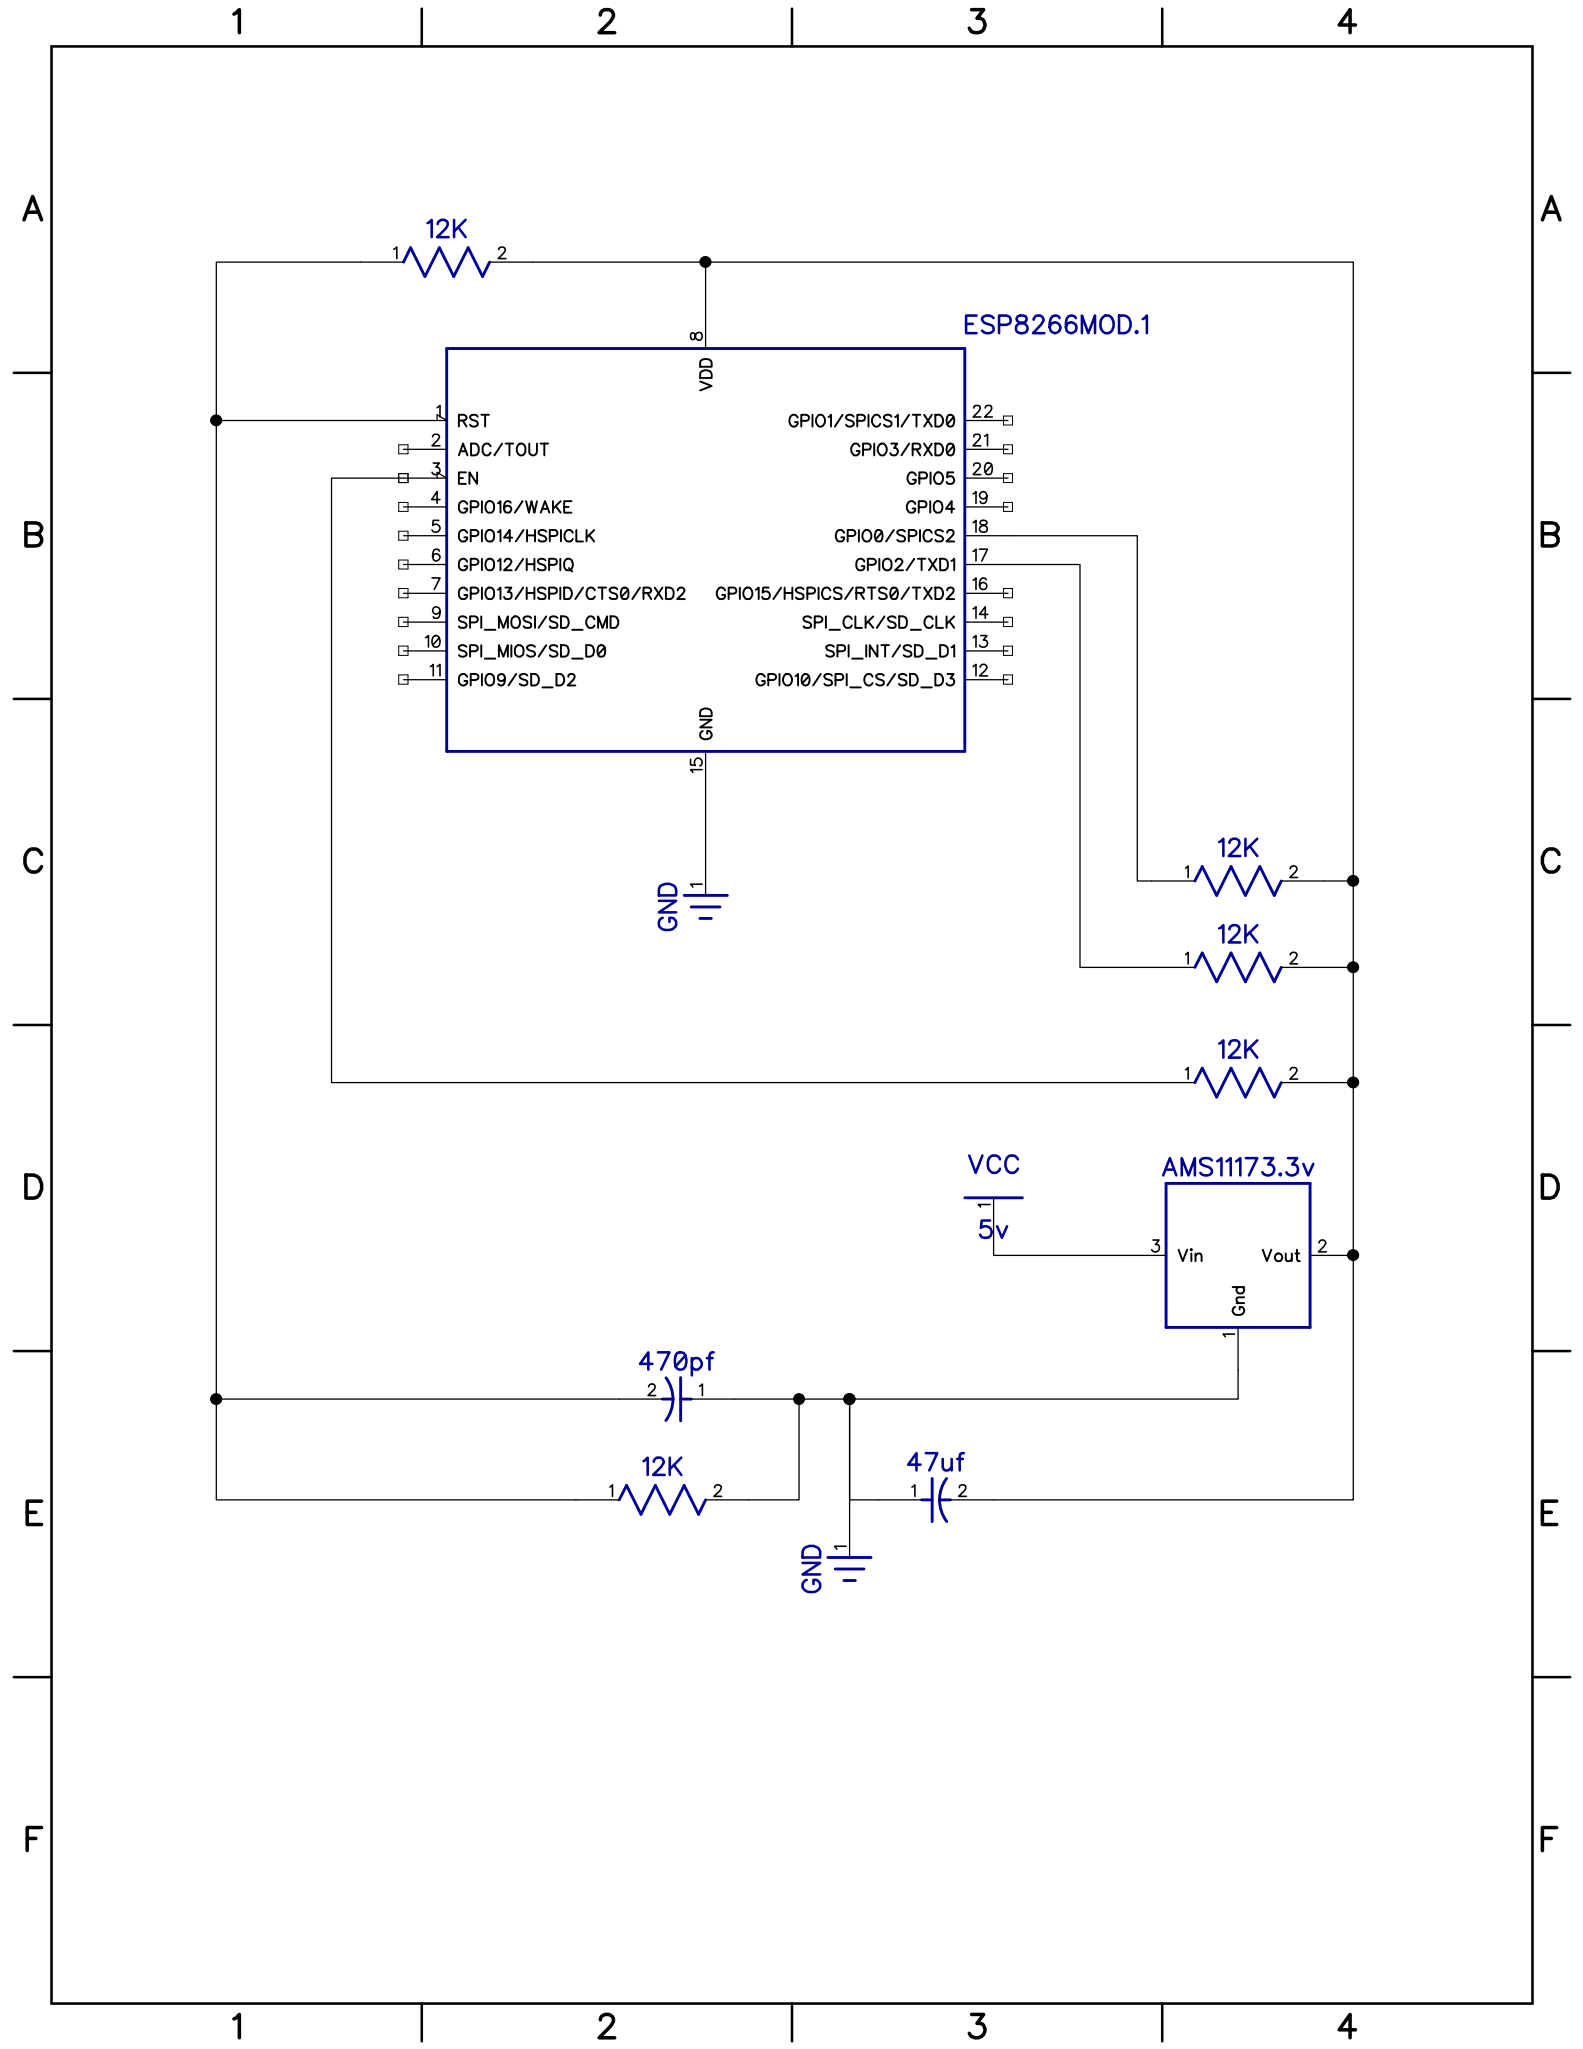 1 2 3 4
A A
12K
1 2
ESP8266MOD.1
8
VDD
1 RST GPIO1/SPICS1/TXD0 22
2 ADC/TOUT GPIO3/RXD0 21
3 EN GPIO5 20
4 GPIO16/WAKE GPIO4 19
B B
5 GPIO14/HSPICLK GPIO0/SPICS2 18
6 GPIO12/HSPIQ GPIO2/TXD1 17
7 GPIO13/HSPID/CTS0/RXD2 GPIO15/HSPICS/RTS0/TXD2 16
9 SPI_MOSI/SD_CMD SPI_CLK/SD_CLK 14
10 SPI_MIOS/SD_D0 SPI_INT/SD_D1 13
11 GPIO9/SD_D2 GPIO10/SPI_CS/SD_D3 12
GND
15
C C
12K
1 2
GND 1
12K
1 2
12K
1 2
VCC
AMS11173.3v
D D
1
5v
3 Vin Vout 2
Gnd
1
470pf
2 1
47uf
12K
1 2
1 2
E E
GND 1
F F
1 2 3 4